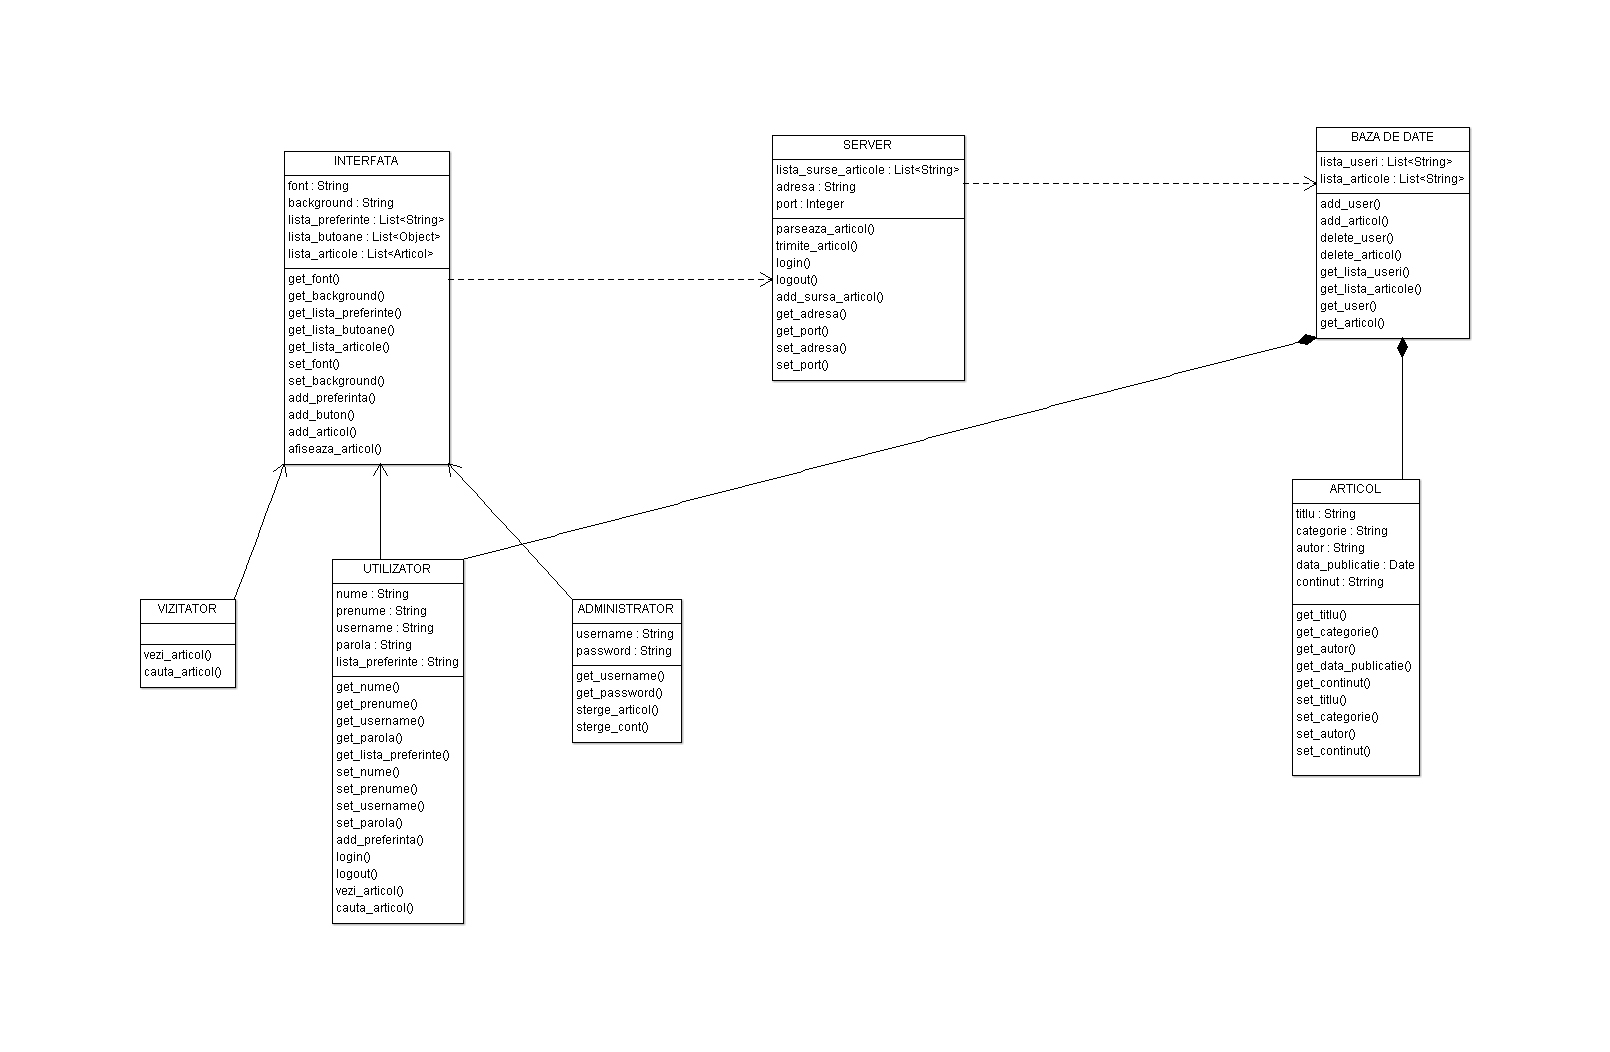 INTERFATA
font : String
background : String
lista_preferinte : List<String>
lista_butoane : List<Object>
lista_articole : List<Articol>
get_font()
get_background()
get_lista_preferinte()
get_lista_butoane()
get_lista_articole()
set_font()
set_background()
add_preferinta()
add_buton()
add_articol()
afiseaza_articol()
SERVER
lista_surse_articole : List<String>
adresa : String
port : Integer
parseaza_articol()
trimite_articol()
login()
logout()
add_sursa_articol()
get_adresa()
get_port()
set_adresa()
set_port()
BAZA DE DATE
lista_useri : List<String>
lista_articole : List<String>
add_user()
add_articol()
delete_user()
delete_articol()
get_lista_useri()
get_lista_articole()
get_user()
get_articol()
VIZITATOR
vezi_articol()
cauta_articol()
UTILIZATOR
nume : String
prenume : String
username : String
parola : String
lista_preferinte : String
get_nume()
get_prenume()
get_username()
get_parola()
get_lista_preferinte()
set_nume()
set_prenume()
set_username()
set_parola()
add_preferinta()
login()
logout()
vezi_articol()
cauta_articol()
ADMINISTRATOR
username : String
password : String
get_username()
get_password()
sterge_articol()
sterge_cont()
ARTICOL
titlu : String
categorie : String
autor : String
data_publicatie : Date
continut : Strring
get_titlu()
get_categorie()
get_autor()
get_data_publicatie()
get_continut()
set_titlu()
set_categorie()
set_autor()
set_continut()